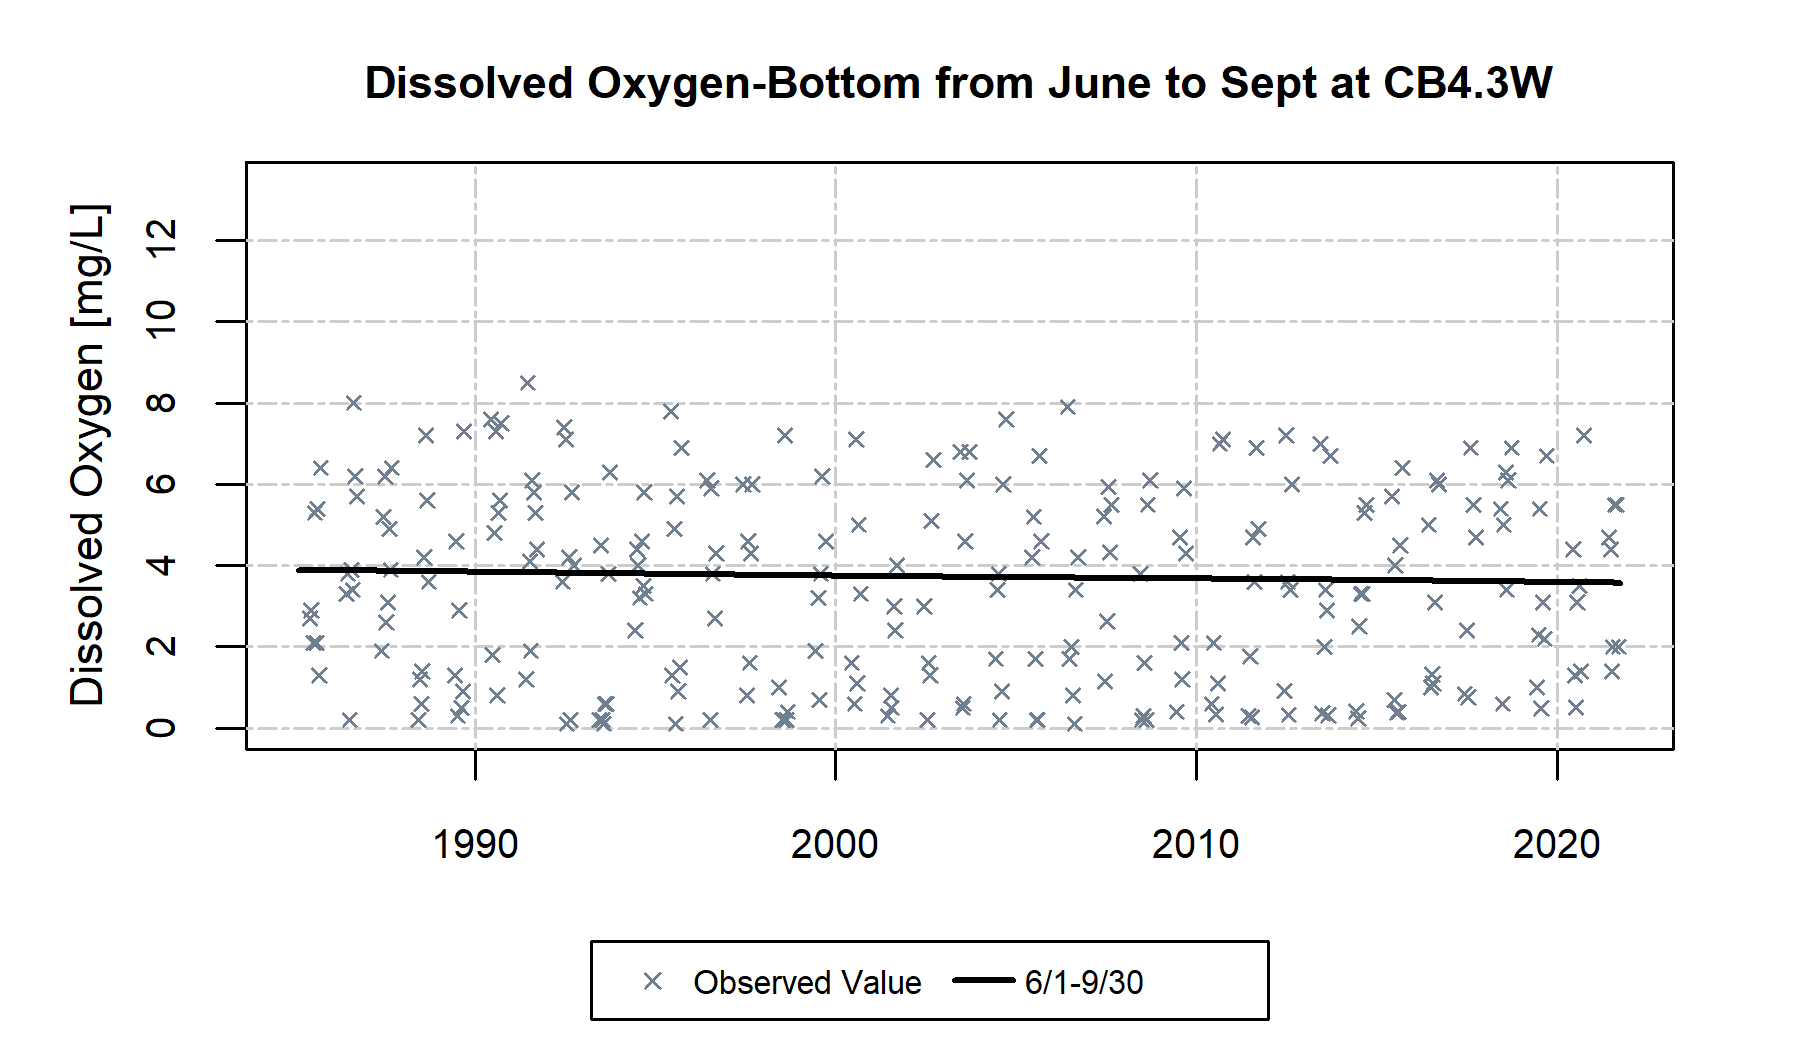 Dissolved Oxygen-Bottom from June to Sept at CB4.3W
Dissolved Oxygen [mg/L]
12
10
8
6
4
2
0
1990 2000 2010 2020
Observed Value 6/1-9/30